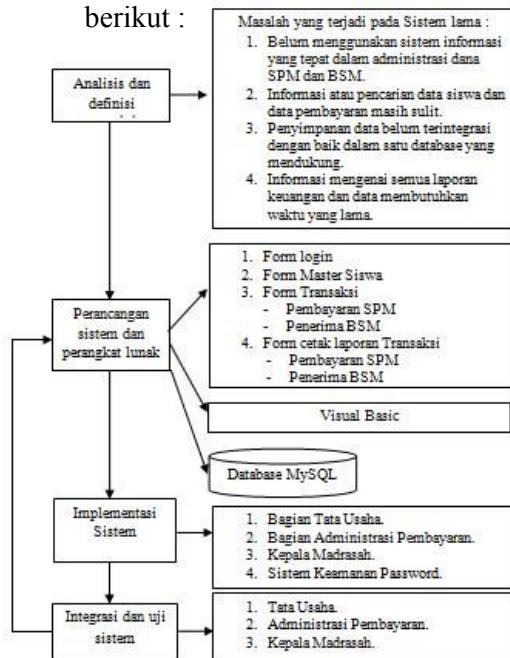 berikut :
Masalah yang terjadi pada Sistem lama :
1. Belum menggunakan sistem informasi
yang tepat dalam administrasi dana
SPM dan BSM.
2. Informasi atau pencarian data siswa dan
data pembayaran masih sulit.
3. Penyimpanan data belum terintegrasi
dengan baik dalam satu database yang
mendukung.
4. Informasi mengenai semua laporan
keuangan dan data membutuhkan
waktu yang lama.
Analisis dan
definisi
1. Form login
2. Form Master Siswa
3. Form Transaksi
- Pembayaran SPM
- Penerima BSM
4. Form cetak laporan Transaksi
- Pembayaran SPM
- Penerima BSM
Perancangan
sistem dan
perangkat lunak
Visual Basic
Database MySQL
Implementasi
Sistem
1. Bagian Tata Usaha.
2. Bagian Administrasi Pembayaran.
3. Kepala Madrasah.
4. Sistem Keamanan Password.
Integrasi dan uji
sistem
1. Tata Usaha.
2. Administrasi Pembayaran.
3. Kepala Madrasah.